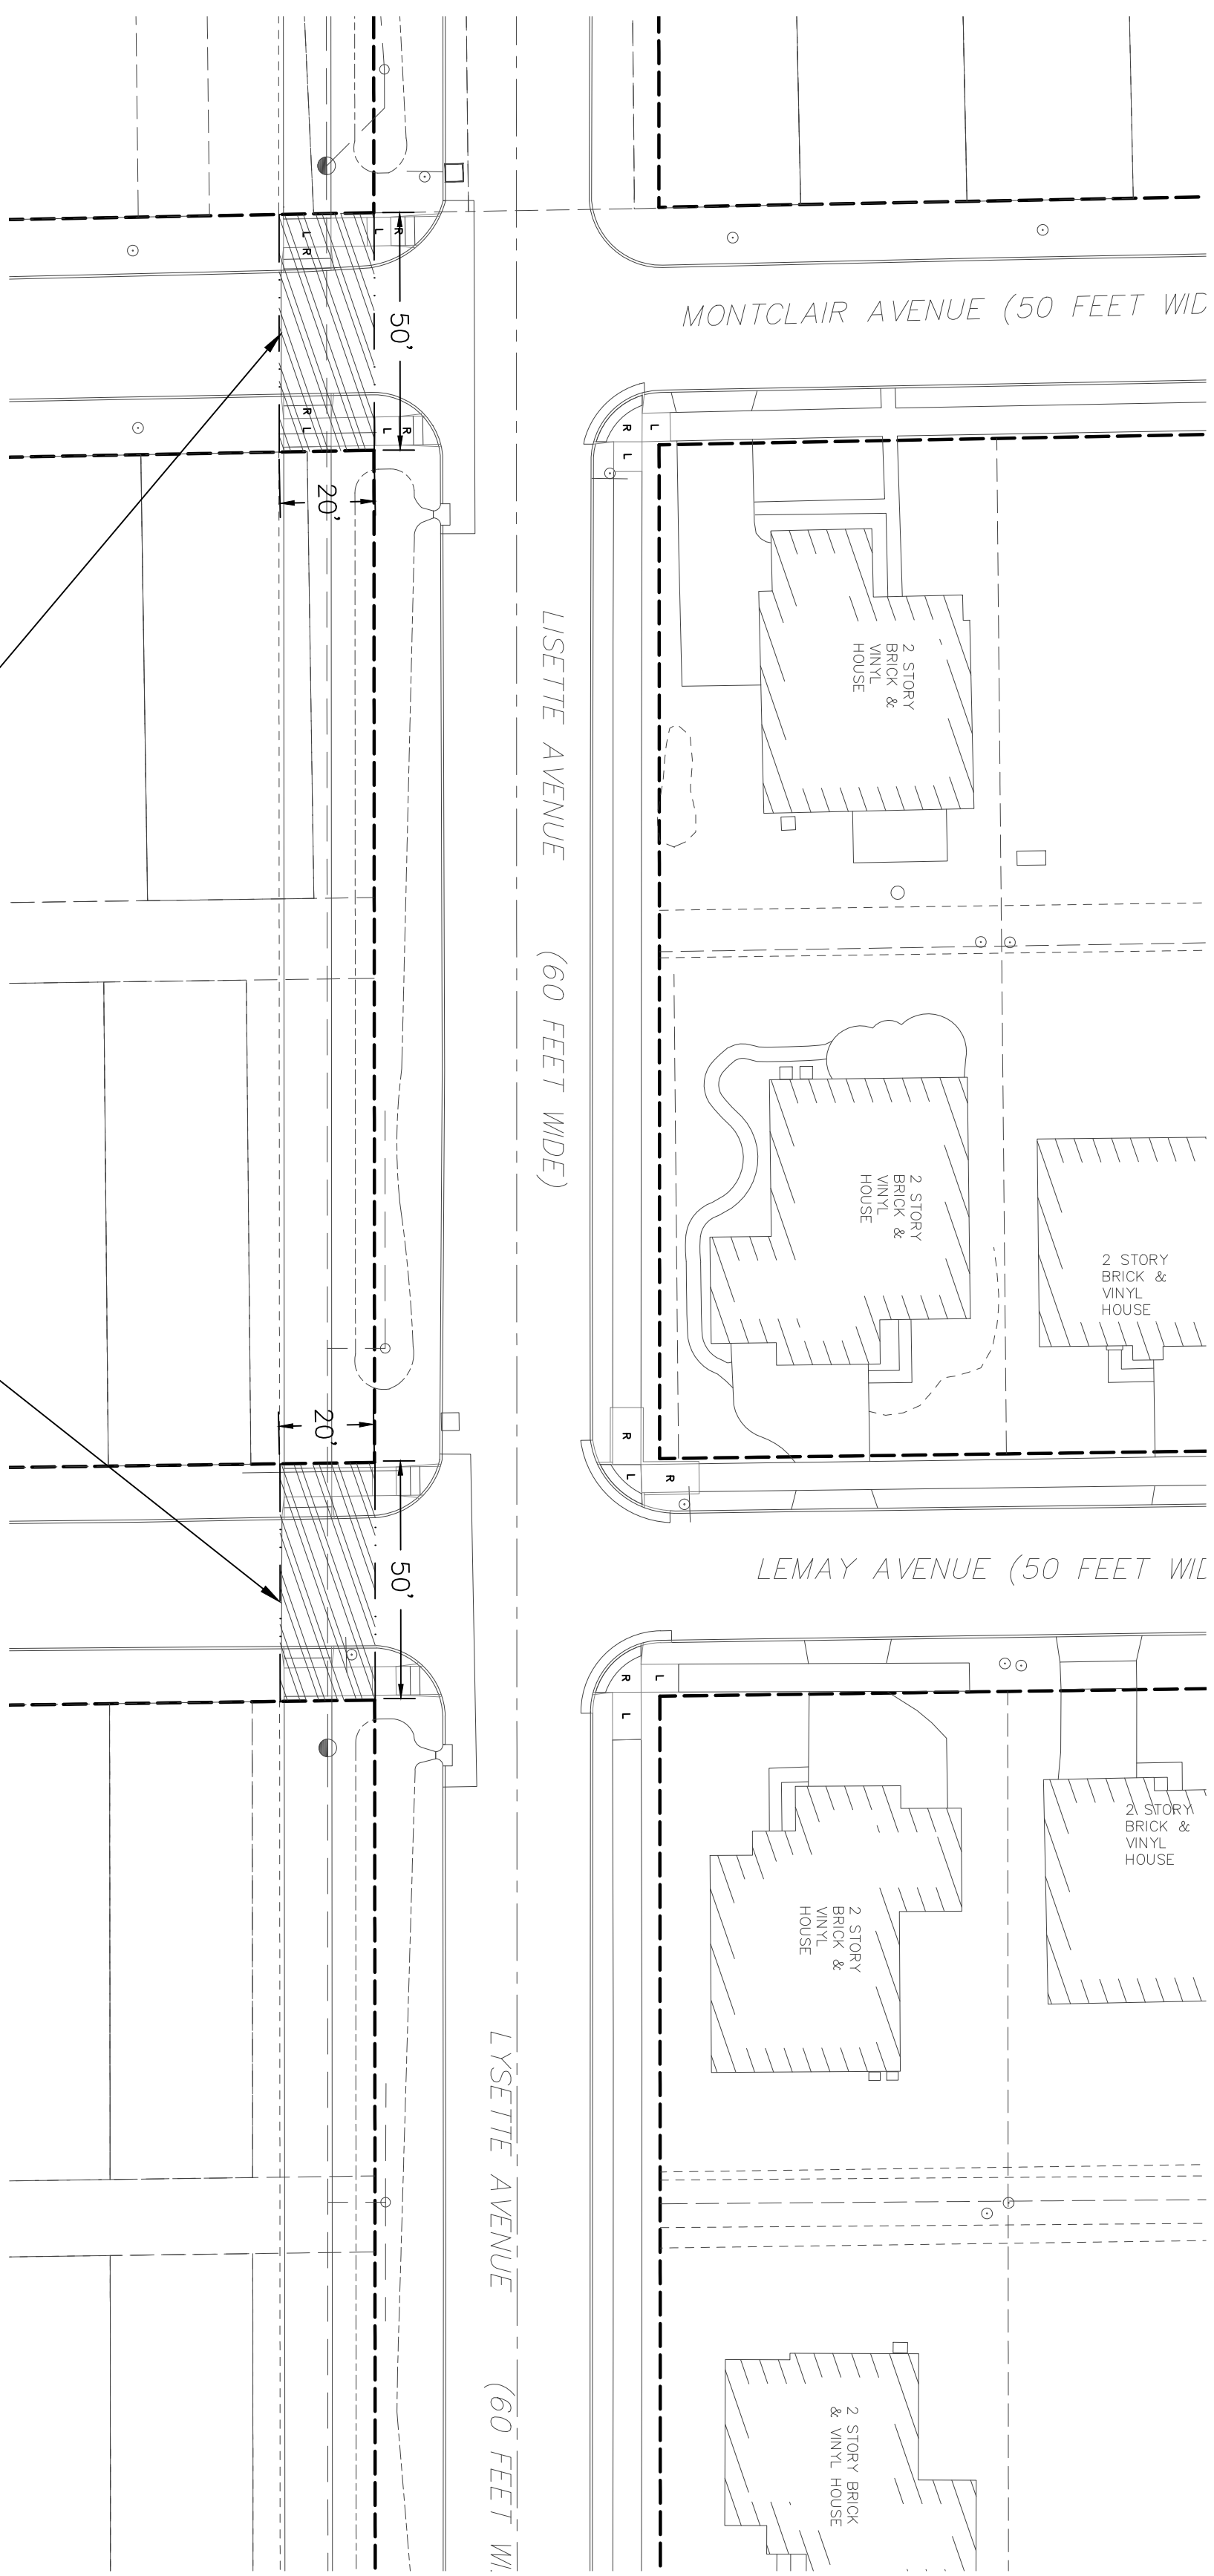 L
R
L
R
50'
MONTCLAIR AVENUE (50 FEET WID
R
L
L
R
R
L
L
20'
LISETTE AVENUE (60 FEET WIDE)
2 STORY
BRICK &
VINYL
HOUSE
2 STORY
BRICK &
VINYL
HOUSE
2 STORY
BRICK &
VINYL
HOUSE
20'
R
L
R
50'
LEMAY AVENUE (50 FEET WID
R
L
L
2 STORY
BRICK &
VINYL
HOUSE
2 STORY
BRICK &
VINYL
HOUSE
LYSETTE AVENUE (60 FEET WI
2 STORY BRICK
& VINYL HOUSE